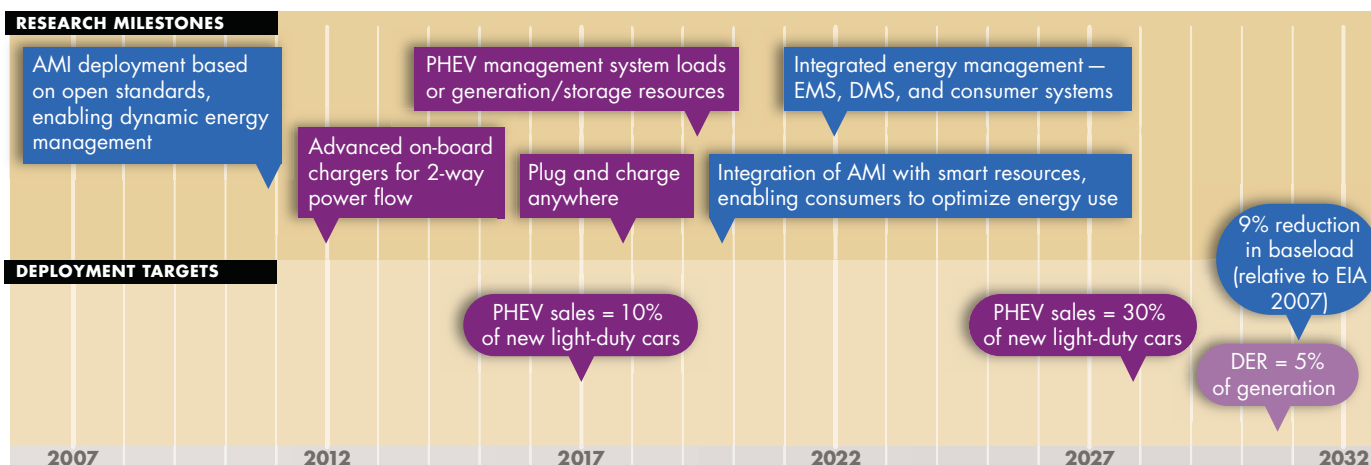 RESEARCH MILESTONES
AMI deployment based
on open standards,
enabling dynamic energy
management
PHEV management system loads
or generation/storage resources
Integrated energy management —
EMS, DMS, and consumer systems
Advanced on-board
chargers for 2-way
power flow
Plug and charge
anywhere
Integration of AMI with smart resources,
enabling consumers to optimize energy use
9% reduction
in baseload
(relative to EIA
2007)
DEPLOYMENT TARGETS
PHEV sales = 10%
of new light-duty cars
PHEV sales = 30%
of new light-duty cars
DER = 5%
of generation
2007 2012 2017 2022 2027 2032